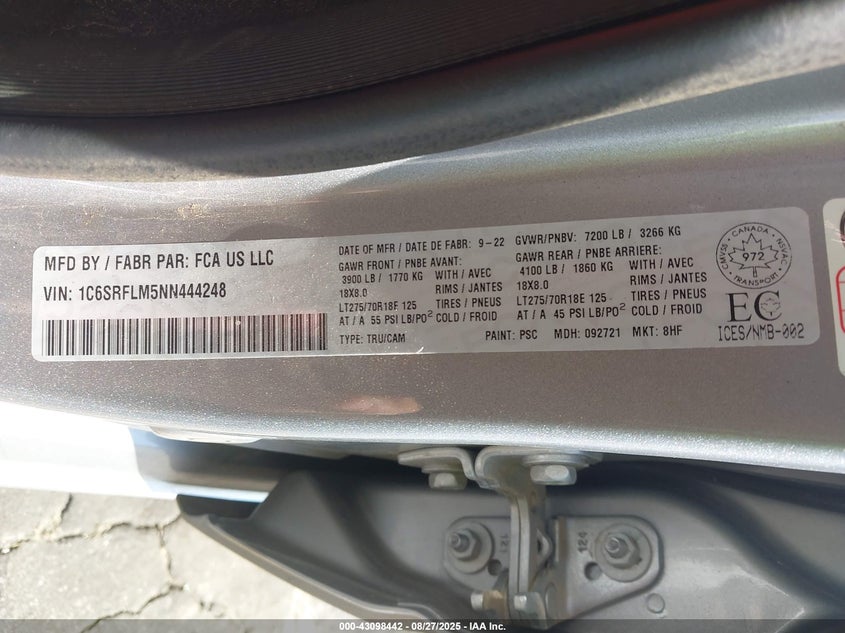 MFD BY / FABR PAR: FCA US LLC
VIN: 1C6SRFLM5NN444248
DATE OF MFR / DATE DE FABR: 9-22
GAWR FRONT / PNBE AVANT:
3900 LB / 1770 KG WITH / AVEC
18X8.0 RIMS / JANTES
LT275/70R18F 125 TIRES / PNEUS
AT / A 55 PSI LB/PO² COLD / FROID
TYPE: TRU/CAM
GVWR/PNBV: 7200 LB / 3266 KG
GAWR REAR / PNBE ARRIERE:
4100 LB / 1860 KG WITH / AVEC
18X8.0 RIMS / JANTES
LT275/70R18E 125 TIRES / PNEUS
AT / A 45 PSI LB/PO² COLD / FROID
PAINT: PSC MDH: 092721 MKT: 8HF
CANADA
CMVSS 972 NSVAC
TRANSPORT
EC
ICES/NMB-002
121
124
000-43098442 / 08/27/2025 / IAA Inc.